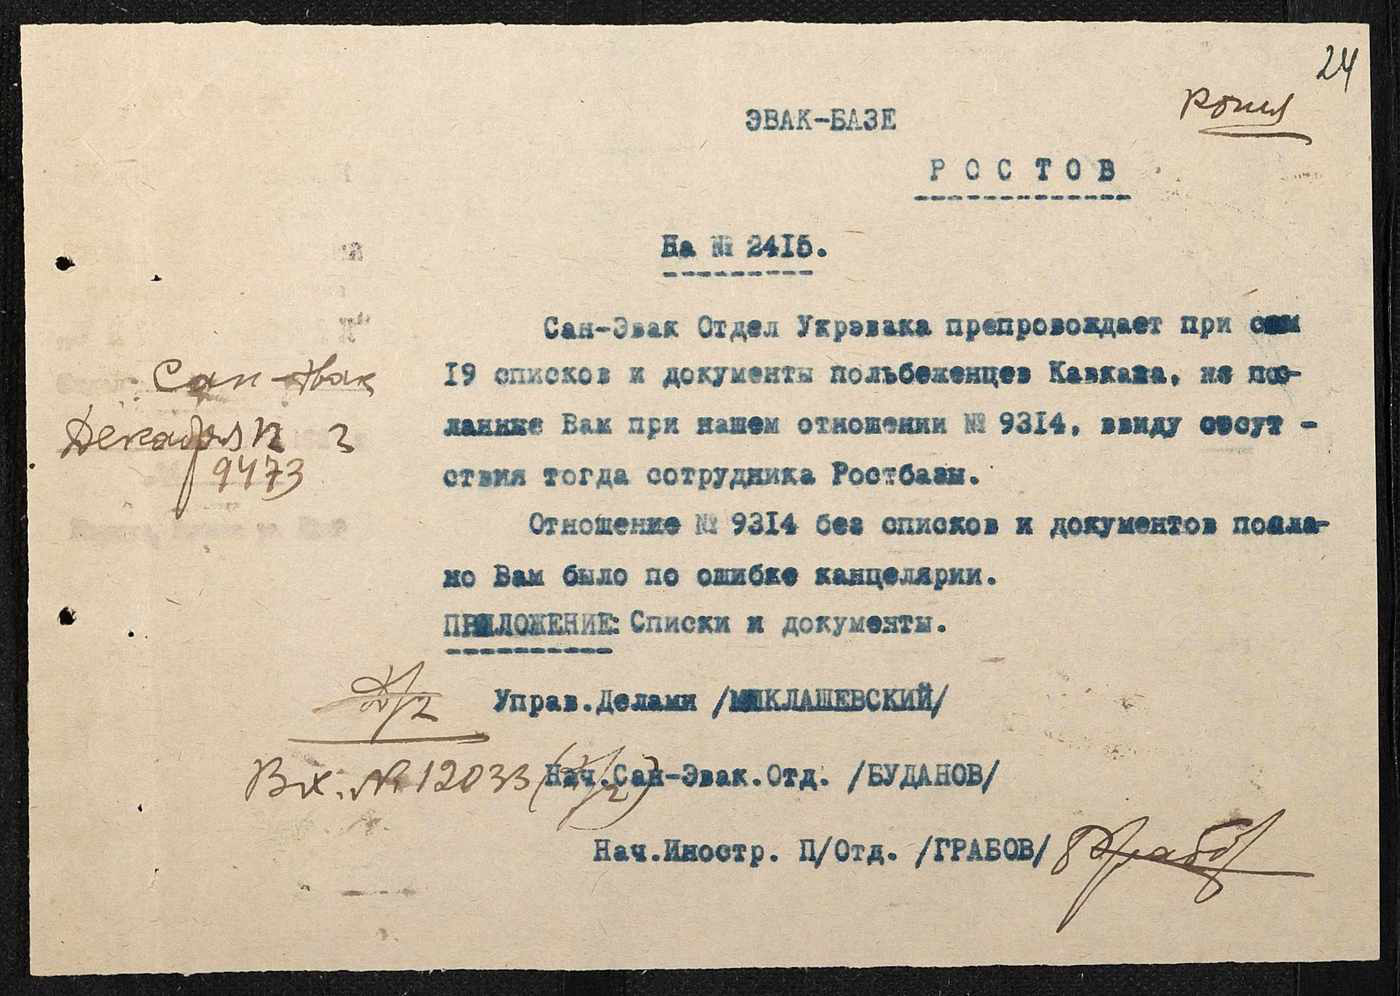 24
Копия
ЭВАК-БАЗЕ
РОСТОВ
На № 2415.
Сан-Эвак Отдел Укрэвака препровождает при сем
19 списков и документы польбеженцев Кавказа, не пос-
ланные Вам при нашем отношении № 9314, ввиду отсут -
ствия тогда сотрудника Ростбазы.
Отношение № 9314 без списков и документов посла-
но Вам было по ошибке канцелярии.
ПРИЛОЖЕНИЕ: Списки и документы.
Сан-Эвак
Декабря 12 3
9473
Управ.Делами /МИКЛАШЕВСКИЙ/
Вх. № 12033
Нач.Сан-Эвак.Отд. /БУДАНОВ/
Нач.Иностр. П/Отд. /ГРАБОВ/